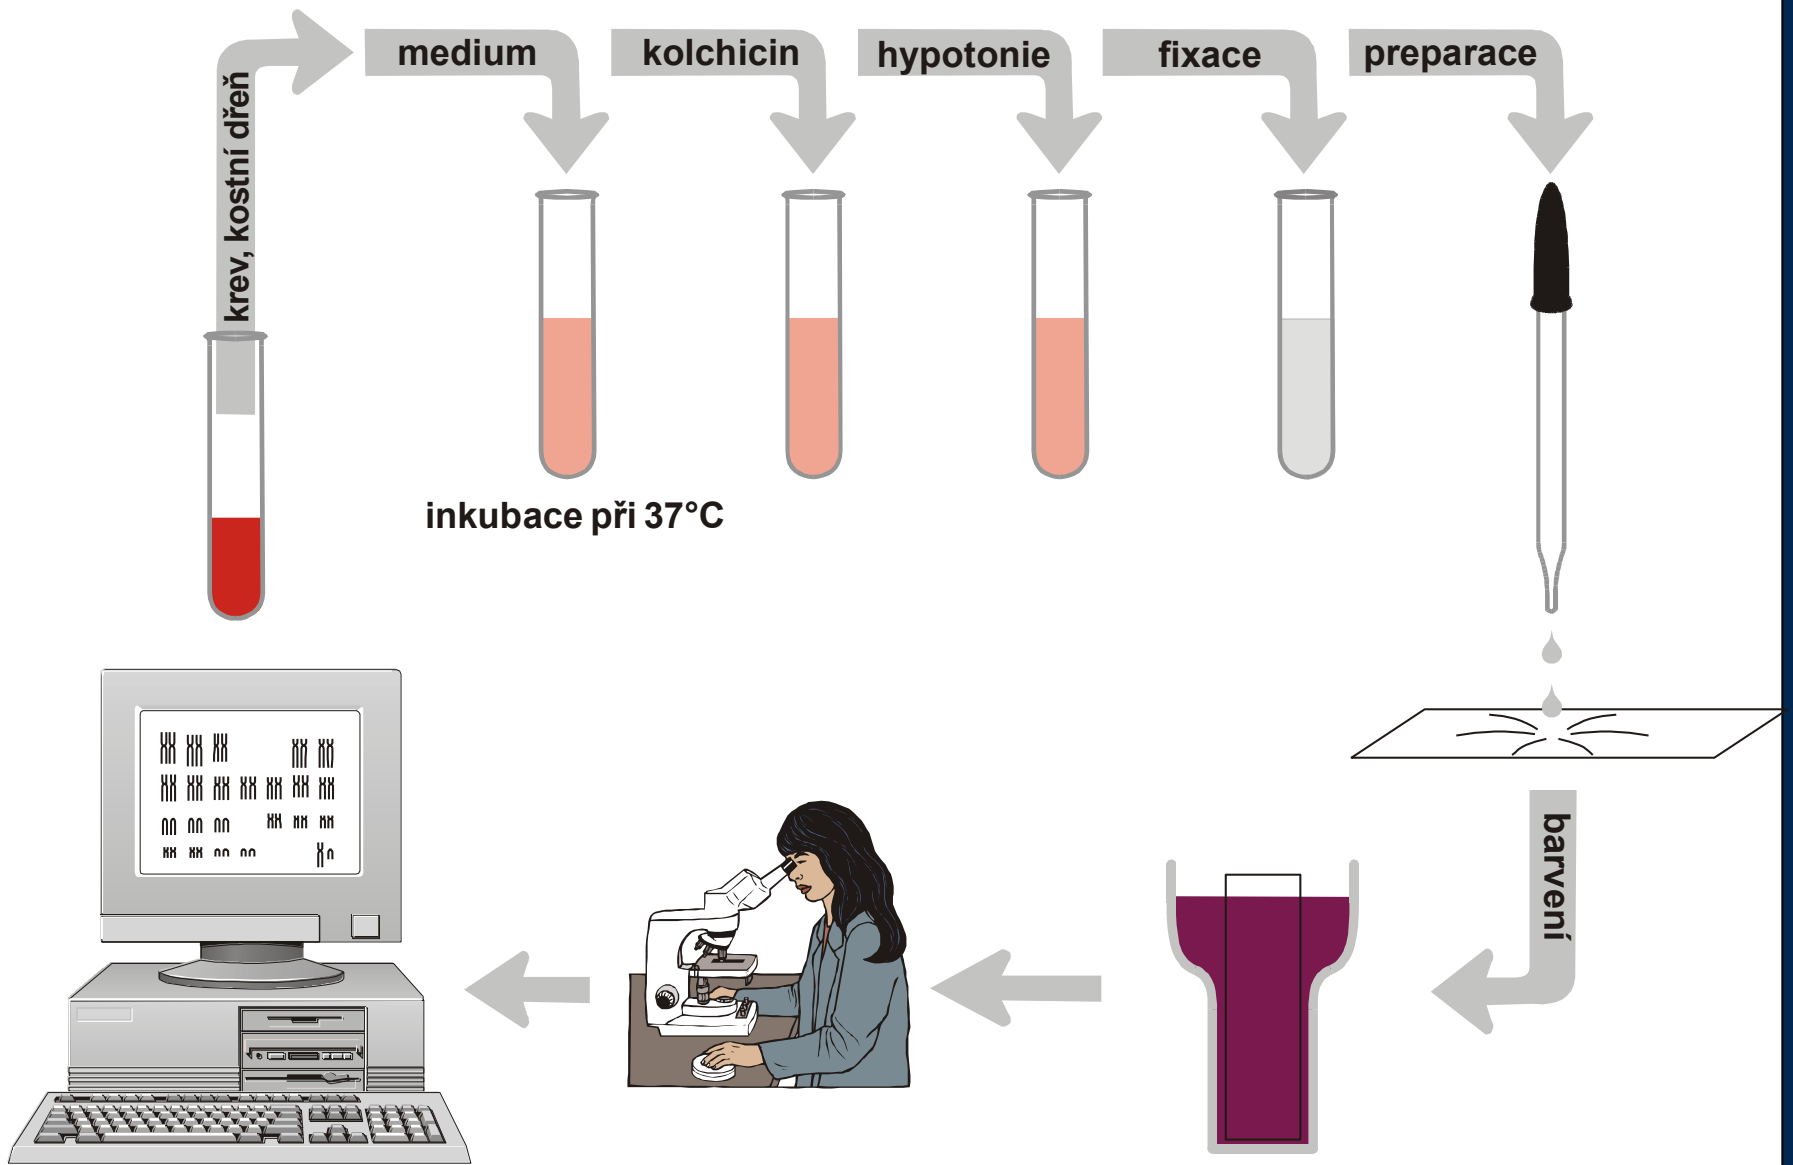 krev, kostní dřeň
medium
kolchicin
hypotonie
fixace
preparace
inkubace při 37°C
barvení